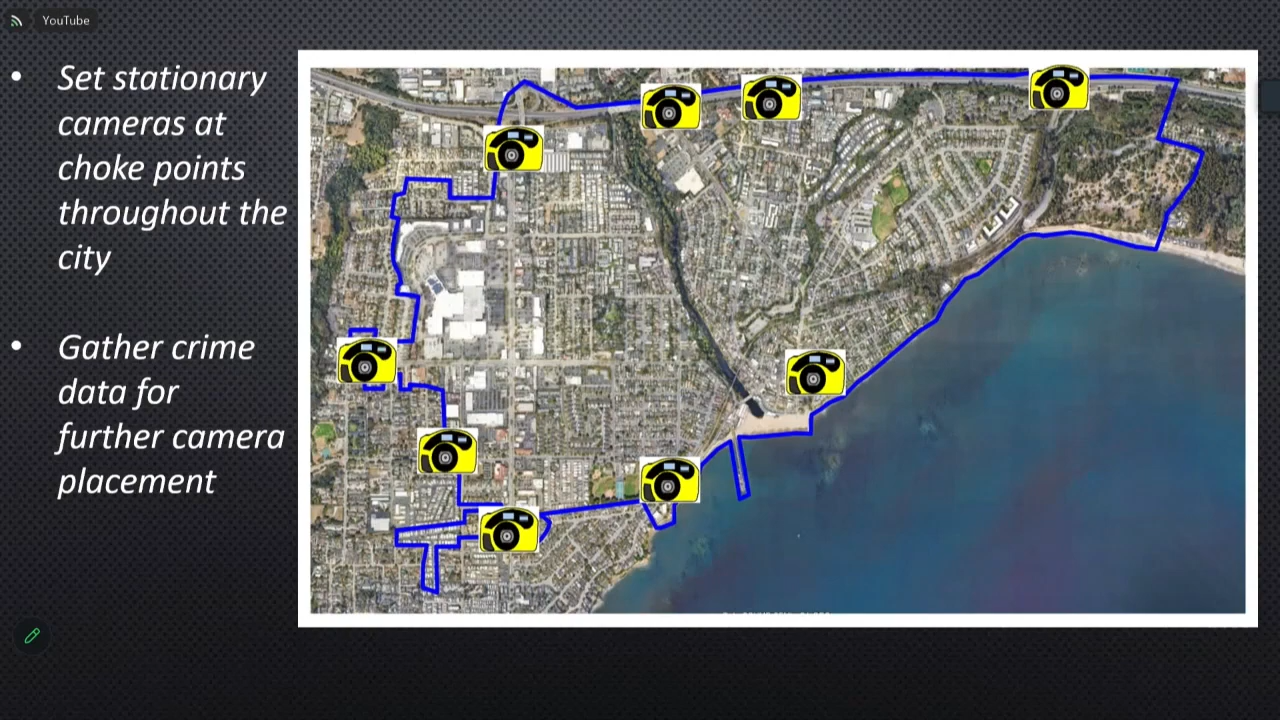 YouTube
• Set stationary
cameras at
choke points
throughout the
city
• Gather crime
data for
further camera
placement